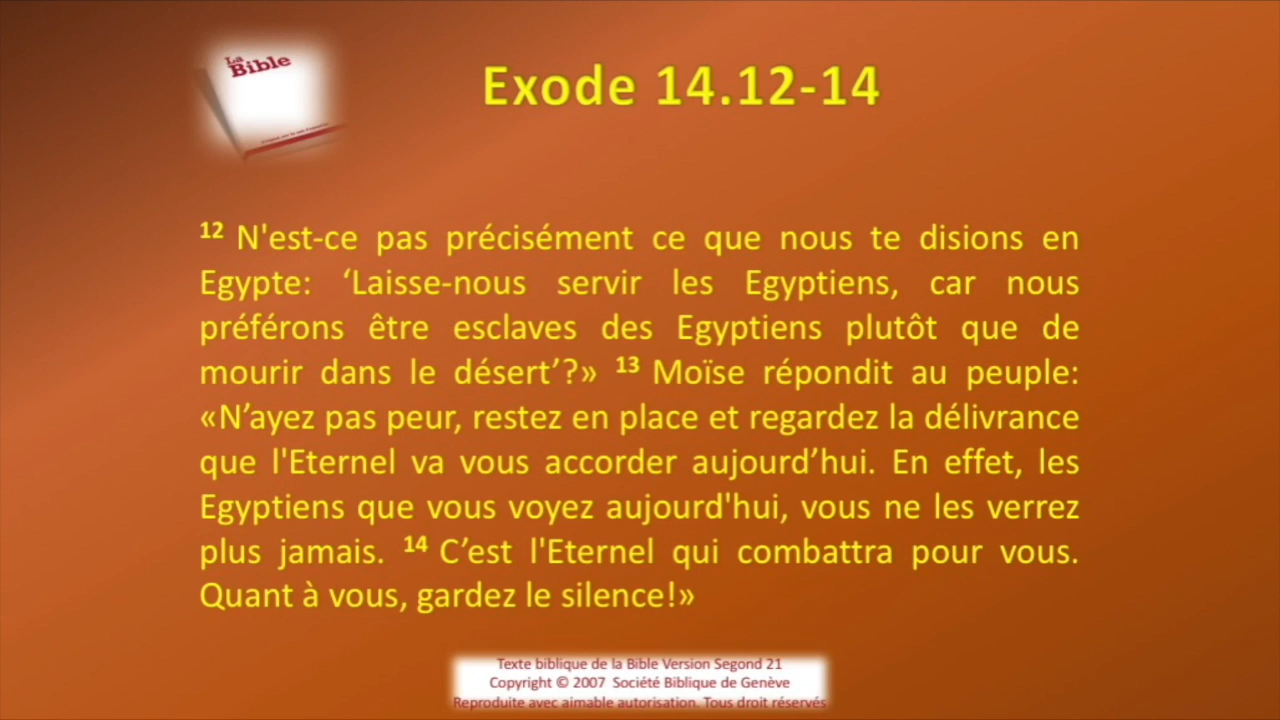 La
Bible
Exode 14.12-14
12 N'est-ce pas précisément ce que nous te disions en
Egypte: ‘Laisse-nous servir les Egyptiens, car nous
préférons être esclaves des Egyptiens plutôt que de
mourir dans le désert’?» 13 Moïse répondit au peuple:
«N’ayez pas peur, restez en place et regardez la délivrance
que l'Eternel va vous accorder aujourd’hui. En effet, les
Egyptiens que vous voyez aujourd'hui, vous ne les verrez
plus jamais. 14 C’est l'Eternel qui combattra pour vous.
Quant à vous, gardez le silence!»
Texte biblique de la Bible Version Segond 21
Copyright © 2007 Société Biblique de Genève
Reproduite avec aimable autorisation. Tous droit réservés